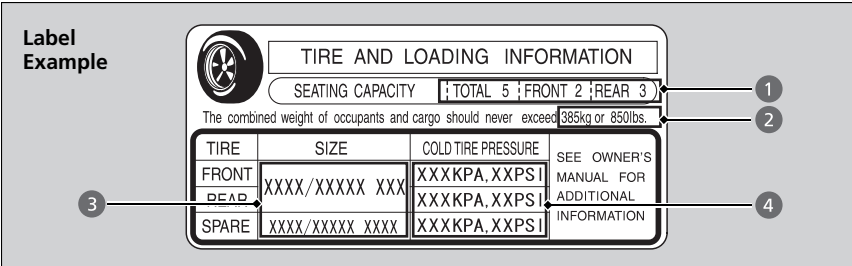 Label
Example
TIRE AND LOADING INFORMATION
SEATING CAPACITY TOTAL 5 FRONT 2 REAR 3
1
The combined weight of occupants and cargo should never exceed 385kg or 850lbs.
2
TIRE SIZE COLD TIRE PRESSURE
SEE OWNER'S
MANUAL FOR
ADDITIONAL
INFORMATION
FRONT XXXX/XXXXX XXX XXXKPA,XXPSI
REAR XXXKPA,XXPSI
SPARE XXXX/XXXXX XXXX XXXKPA,XXPSI
3
4